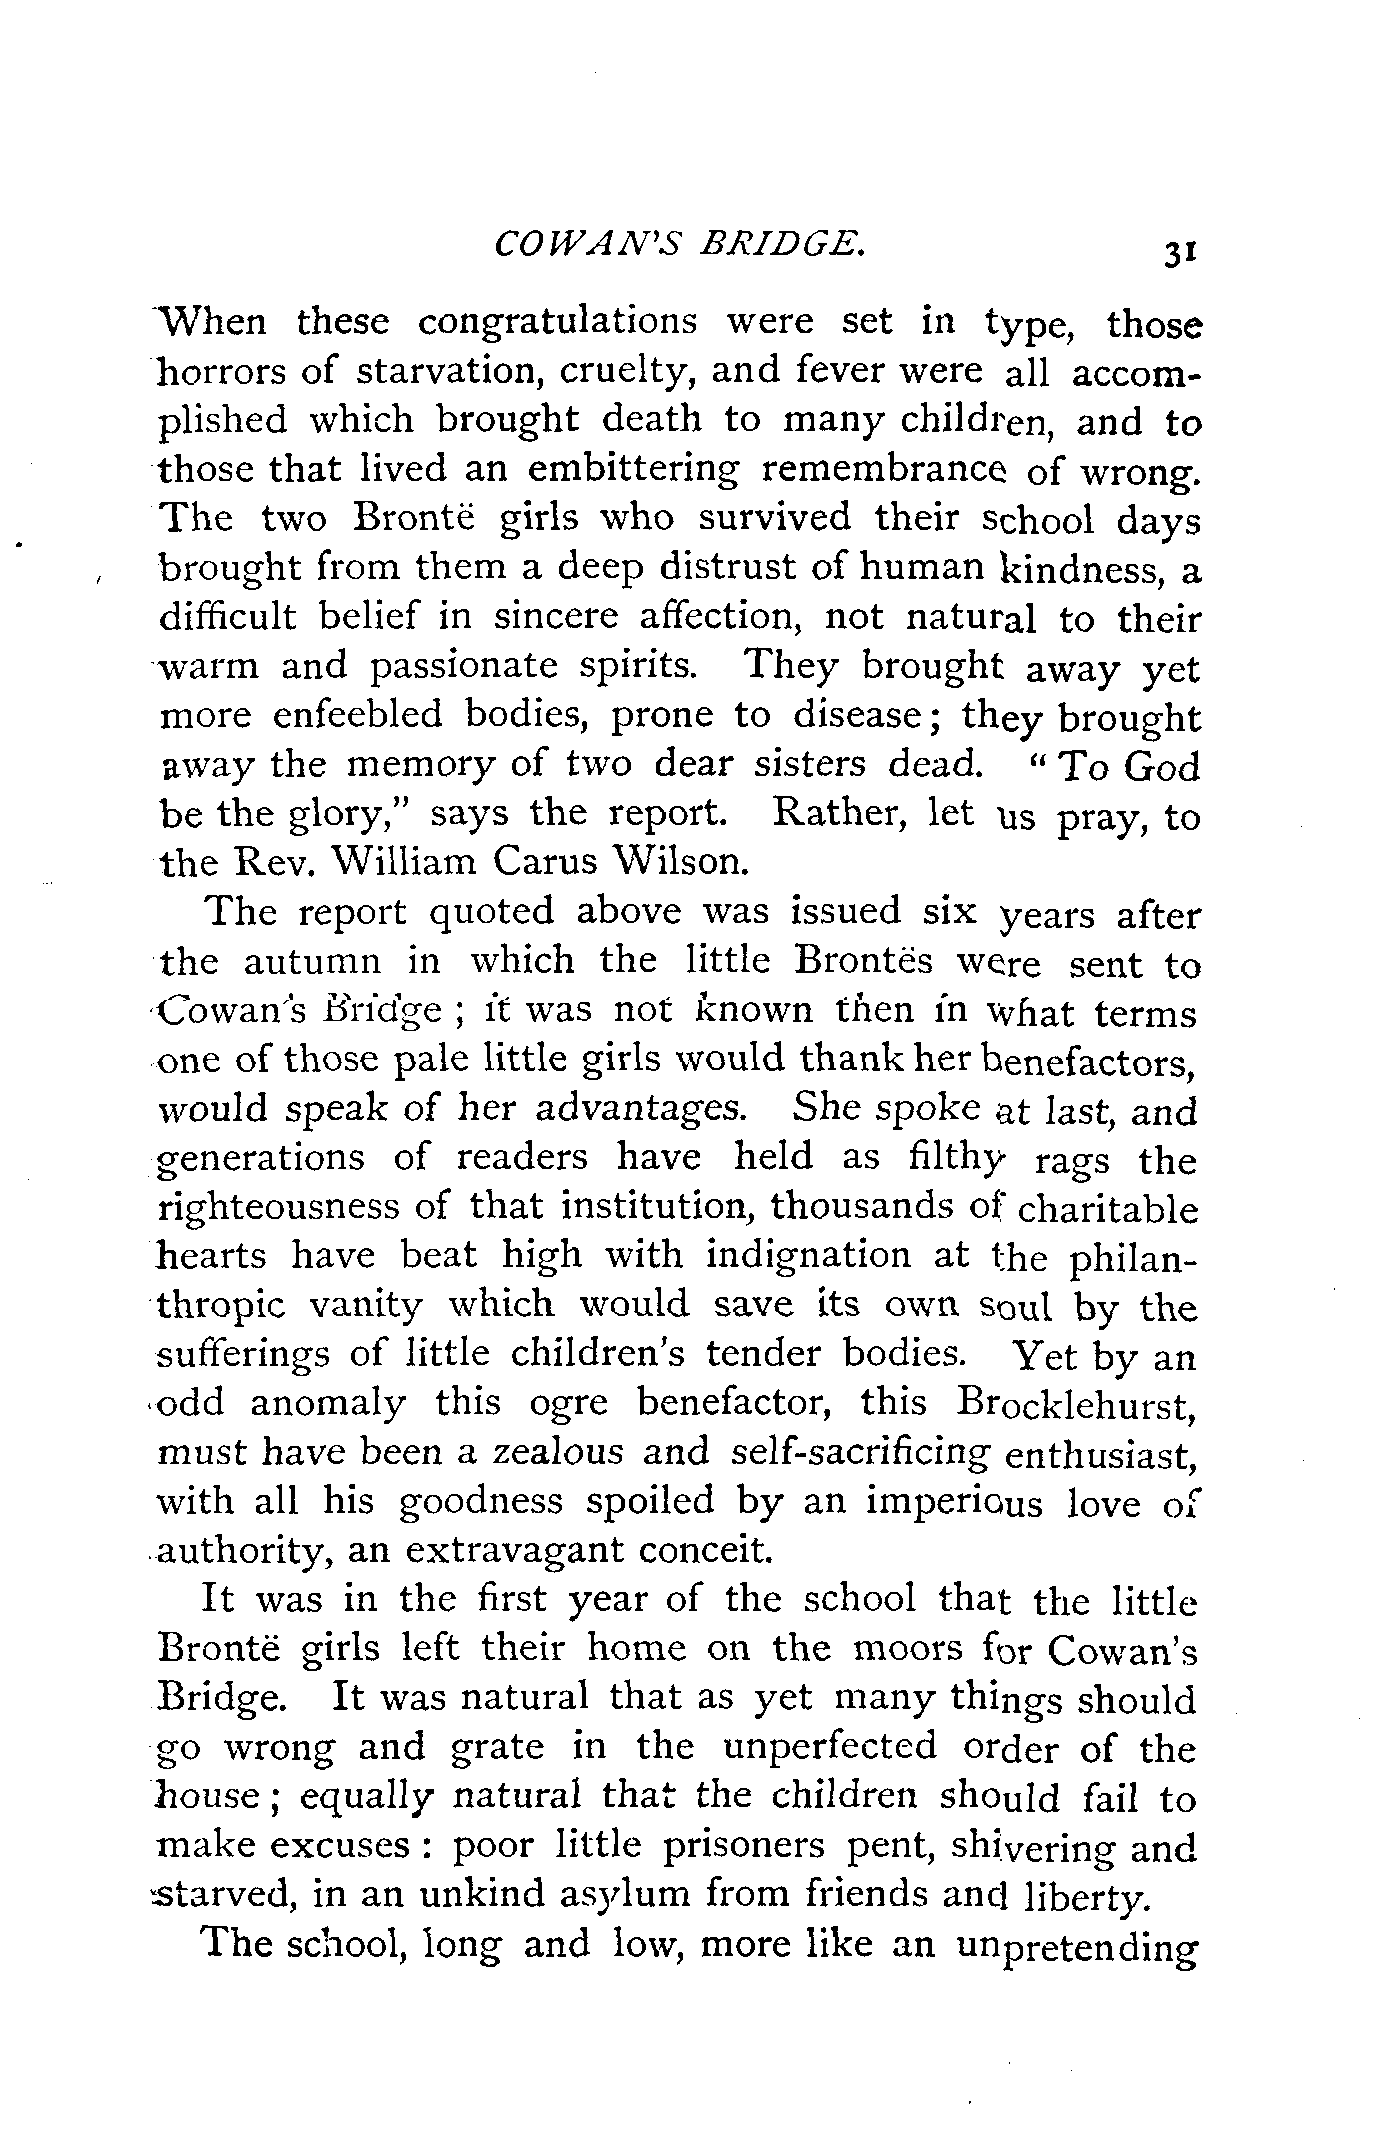 COWAN'S BRIDGE. 31
When these congratulations were set in type, those
horrors of starvation, cruelty, and fever were all accom-
plished which brought death to many children, and to
those that lived an embittering remembrance of wrong.
The two Brontë girls who survived their school days
brought from them a deep distrust of human kindness, a
difficult belief in sincere affection, not natural to their
warm and passionate spirits. They brought away yet
more enfeebled bodies, prone to disease; they brought
away the memory of two dear sisters dead. "To God
be the glory," says the report. Rather, let us pray, to
the Rev. William Carus Wilson.
The report quoted above was issued six years after
the autumn in which the little Brontës were sent to
Cowan's Bridge; it was not known then in what terms
one of those pale little girls would thank her benefactors,
would speak of her advantages. She spoke at last, and
generations of readers have held as filthy rags the
righteousness of that institution, thousands of charitable
hearts have beat high with indignation at the philan-
thropic vanity which would save its own soul by the
sufferings of little children's tender bodies. Yet by an
odd anomaly this ogre benefactor, this Brocklehurst,
must have been a zealous and self-sacrificing enthusiast,
with all his goodness spoiled by an imperious love of
authority, an extravagant conceit.
It was in the first year of the school that the little
Brontë girls left their home on the moors for Cowan's
Bridge. It was natural that as yet many things should
go wrong and grate in the unperfected order of the
house; equally natural that the children should fail to
make excuses: poor little prisoners pent, shivering and
starved, in an unkind asylum from friends and liberty.
The school, long and low, more like an unpretending